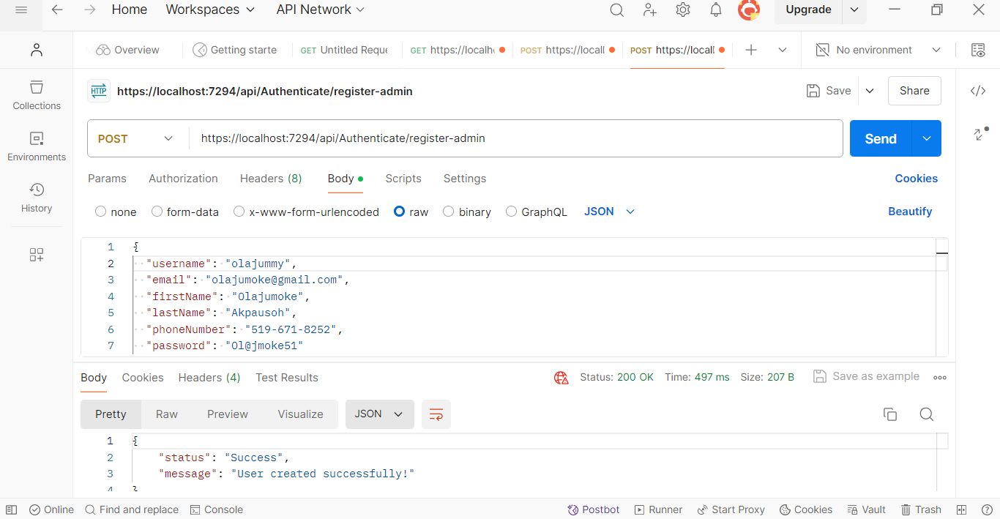 Home Workspaces API Network Upgrade
Overview Getting starte GET Untitled Reque GET https://localh POST https://locall POST https://locall No environment
HTTP https://localhost:7294/api/Authenticate/register-admin Save Share
Collections
POST https://localhost:7294/api/Authenticate/register-admin Send
Environments
Params Authorization Headers (8) Body Scripts Settings Cookies
History
none form-data x-www-form-urlencoded raw binary GraphQL JSON Beautify
1 {
2 "username": "olajummy",
3 "email": "olajumoke@gmail.com",
4 "firstName": "Olajumoke",
5 "lastName": "Akpausoh",
6 "phoneNumber": "519-671-8252",
7 "password": "Ol@jmoke51"
Body Cookies Headers (4) Test Results Status: 200 OK Time: 497 ms Size: 207 B Save as example
Pretty Raw Preview Visualize JSON
1 {
2 "status": "Success",
3 "message": "User created successfully!"
4 }
Online Find and replace Console Postbot Runner Start Proxy Cookies Vault Trash